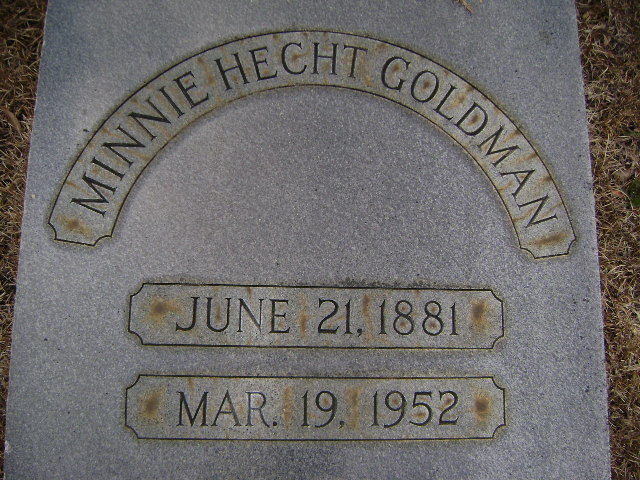 MINNIE HECHT GOLDMAN
JUNE 21, 1881
MAR. 19, 1952